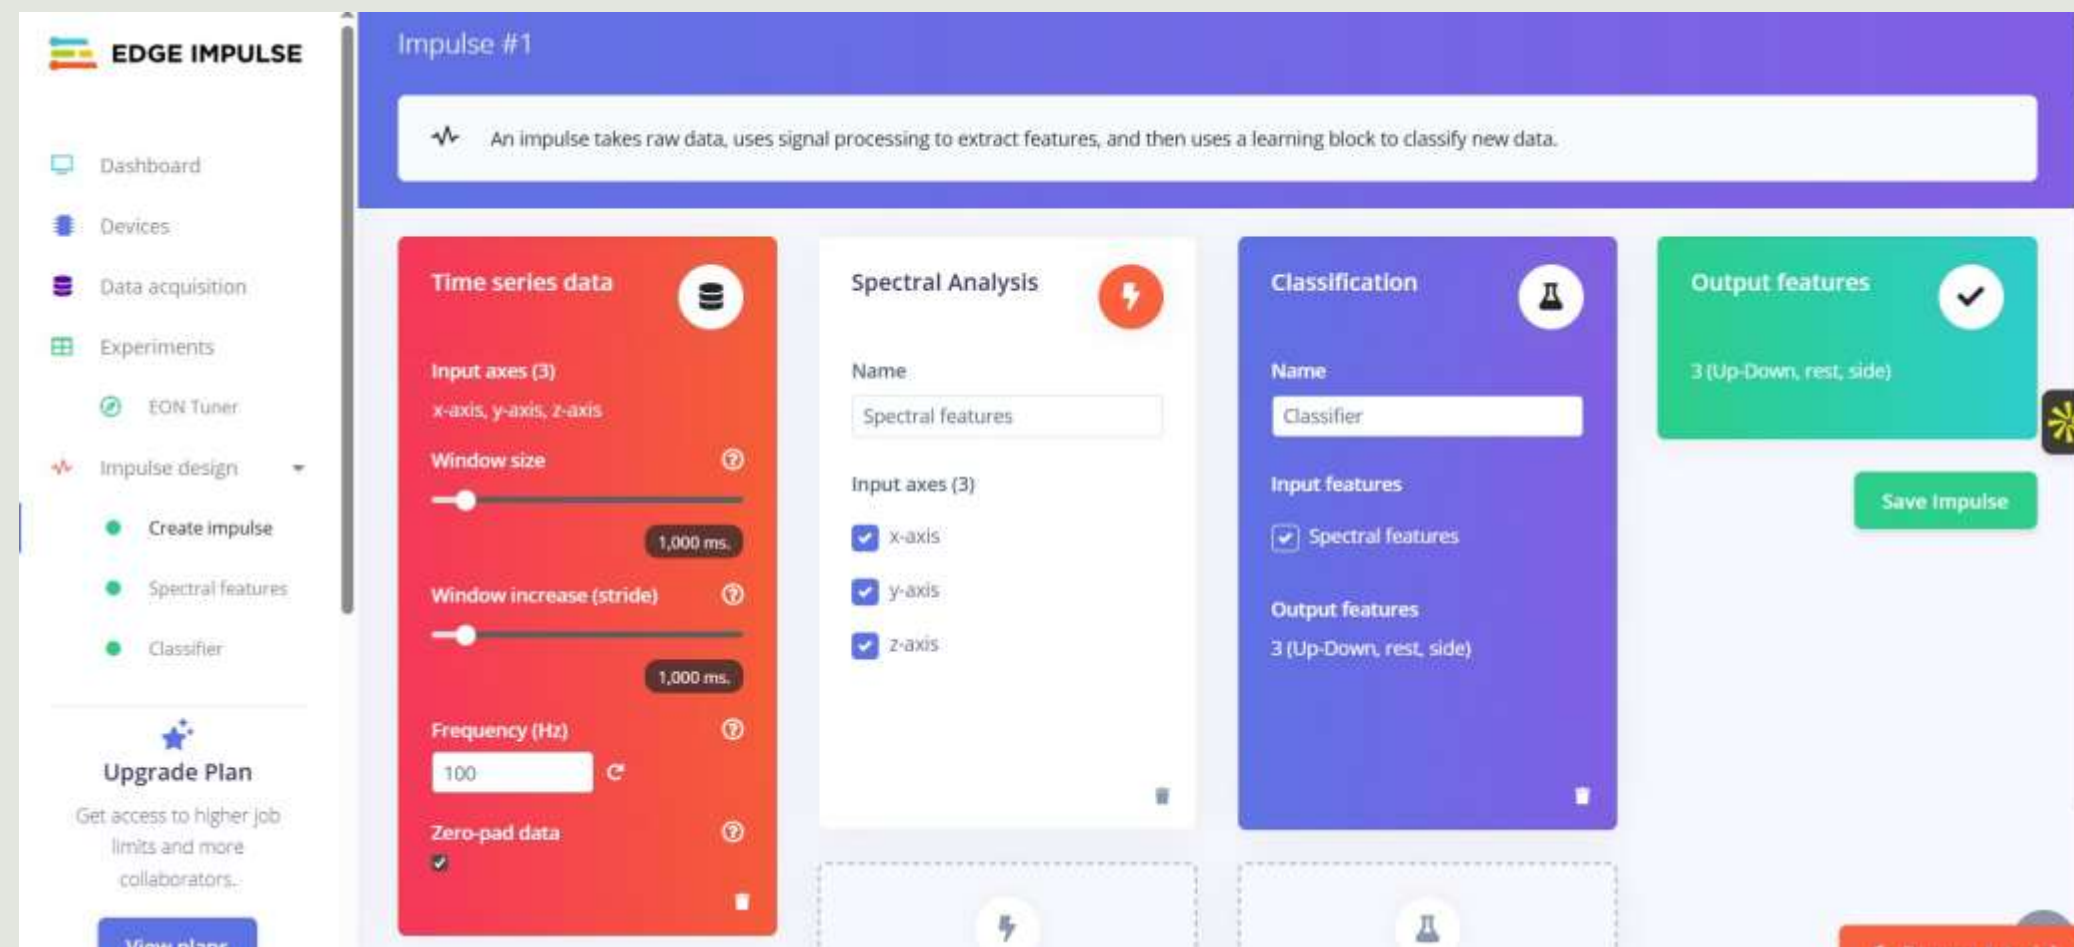 EDGE IMPULSE
Dashboard
Devices
Data acquisition
Experiments
EON Tuner
Impulse design
Create impulse
Spectral features
Classifier
Upgrade Plan
Get access to higher job
limits and more
collaborators.
View plans
Impulse #1
An impulse takes raw data, uses signal processing to extract features, and then uses a learning block to classify new data.
Time series data
Input axes (3)
x-axis, y-axis, z-axis
Window size
1,000 ms.
Window increase (stride)
1,000 ms.
Frequency (Hz)
100
Zero-pad data
Spectral Analysis
Name
Spectral features
Input axes (3)
x-axis
y-axis
z-axis
Classification
Name
Classifier
Input features
Spectral features
Output features
3 (Up-Down, rest, side)
Output features
3 (Up-Down, rest, side)
Save Impulse